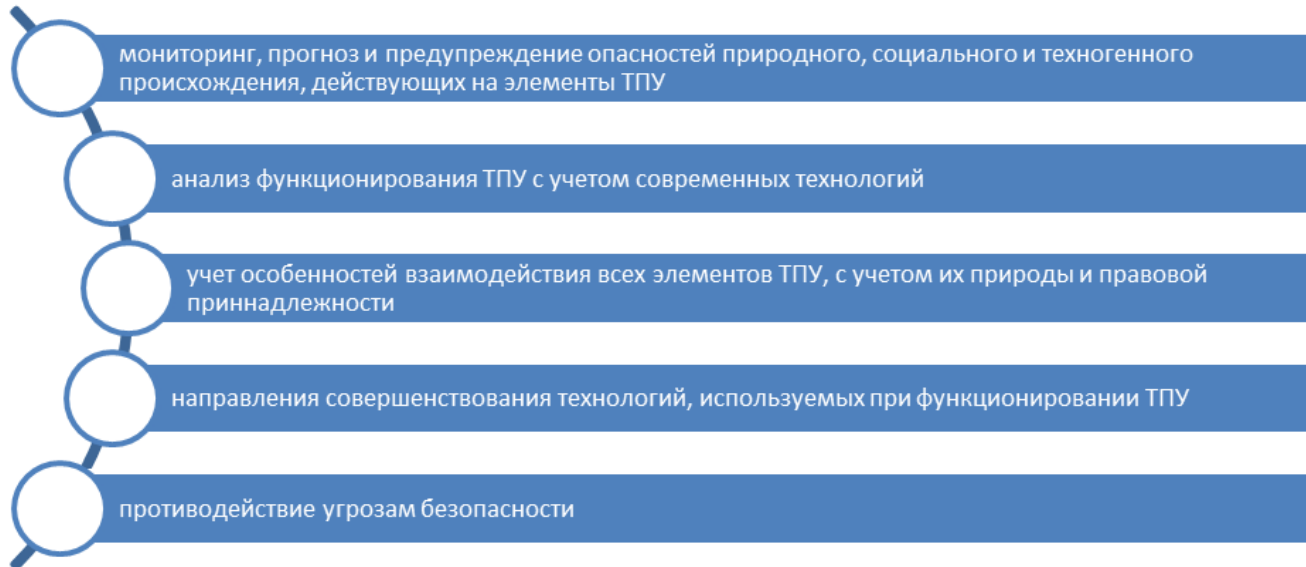 мониторинг, прогноз и предупреждение опасностей природного, социального и техногенного
происхождения, действующих на элементы ТПУ
анализ функционирования ТПУ с учетом современных технологий
учет особенностей взаимодействия всех элементов ТПУ, с учетом их природы и правовой
приннадлежности
направления совершенствования технологий, используемых при функционировании ТПУ
противодействие угрозам безопасности